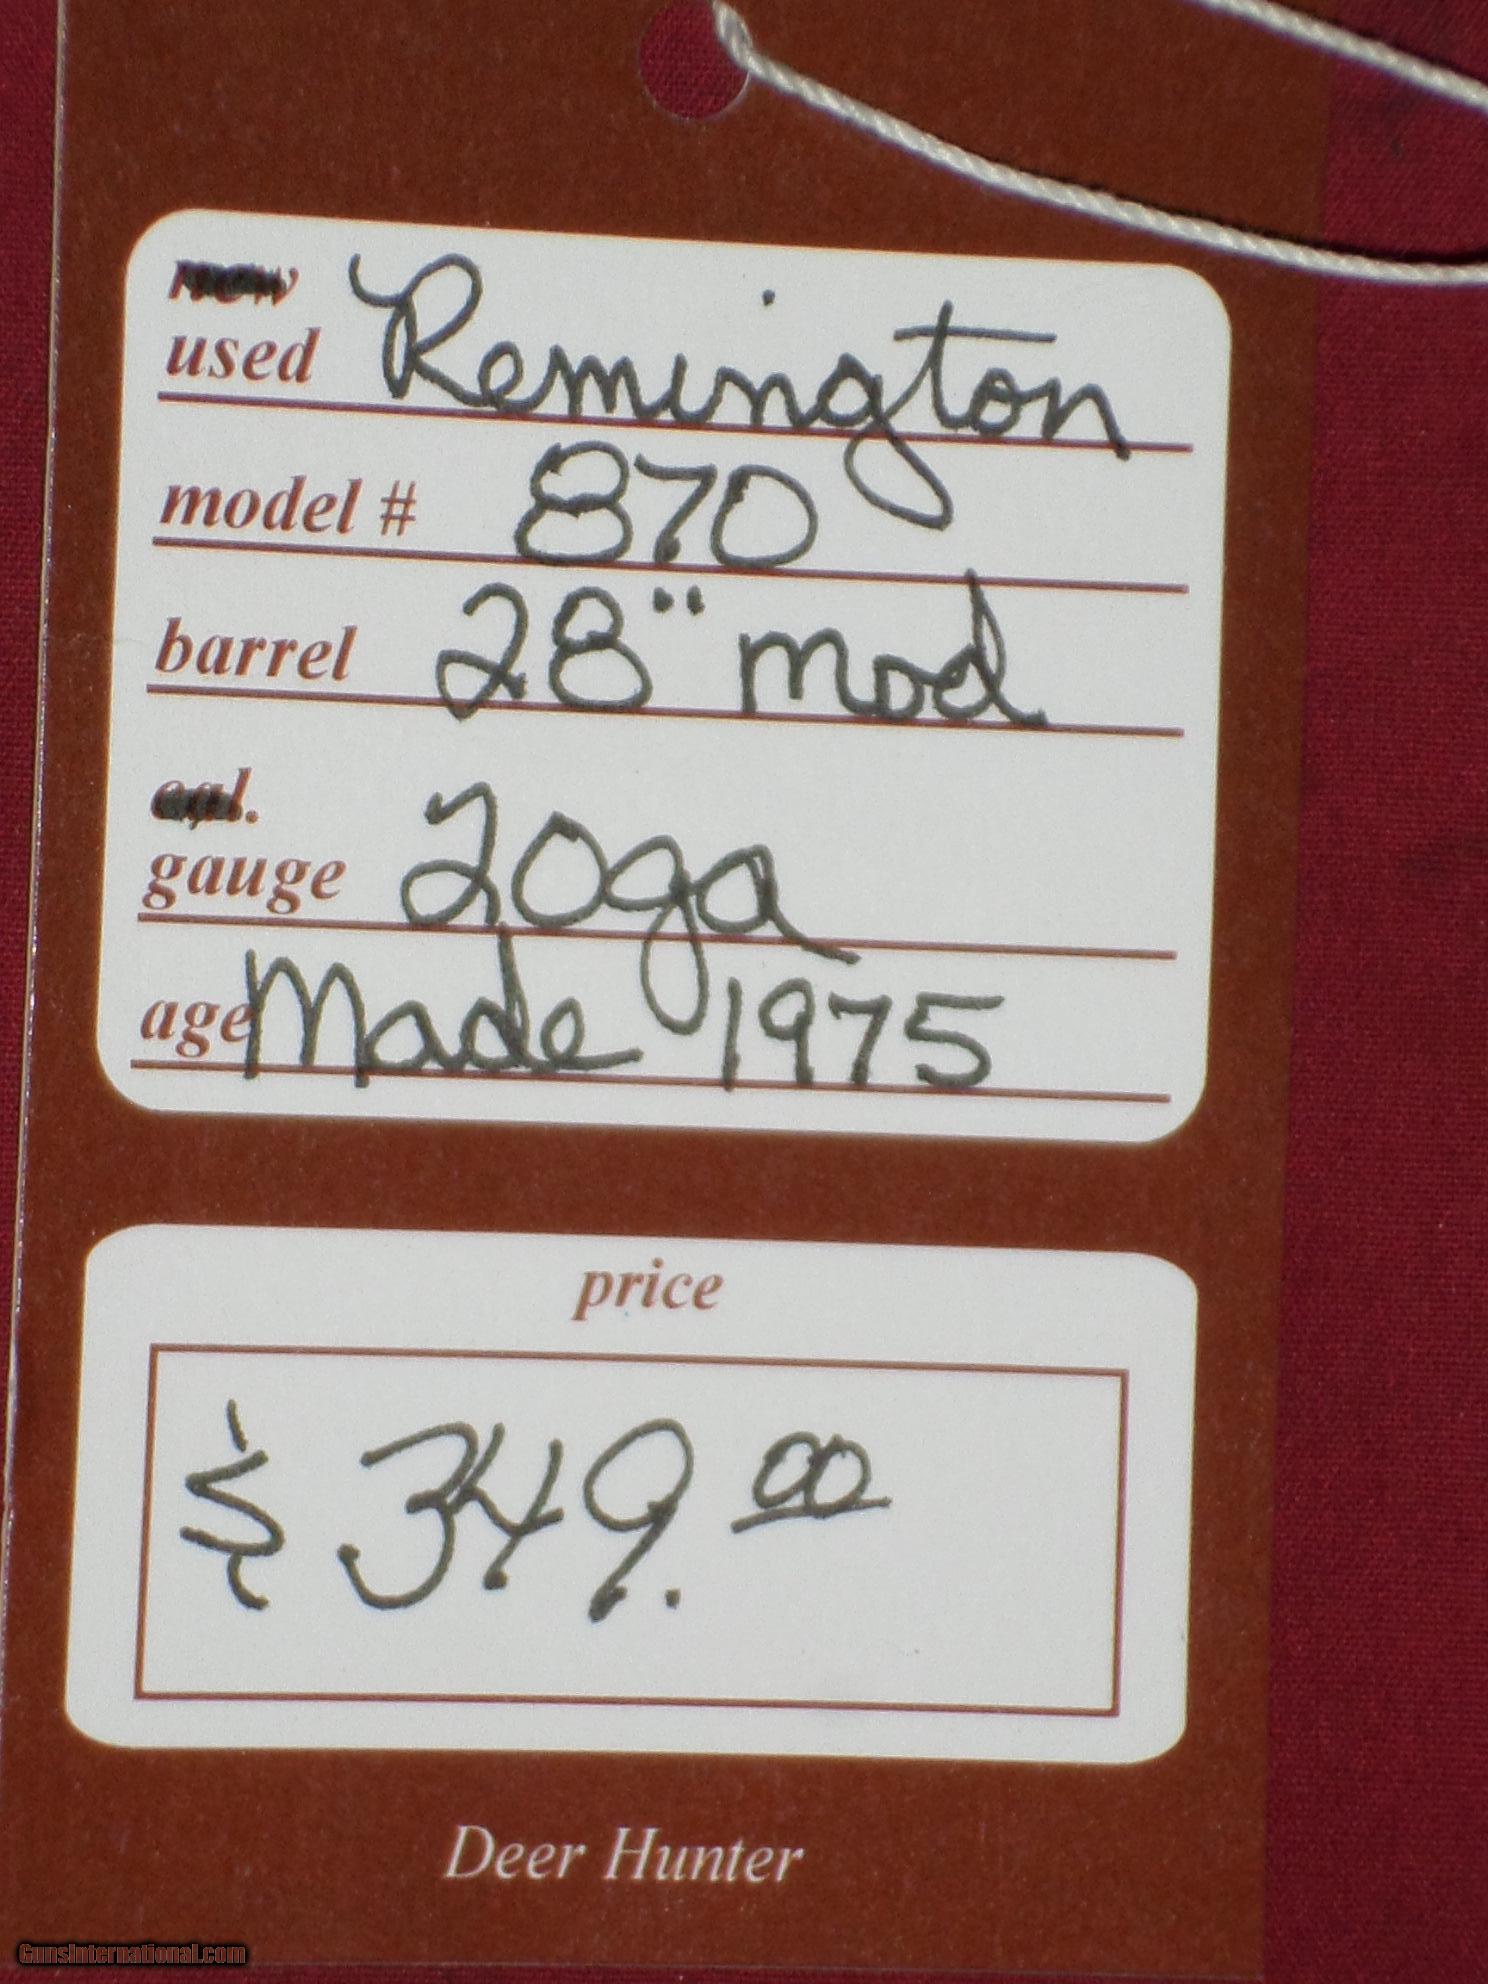 new
used Remington
model # 870
barrel 28" mod
cal.
gauge 20ga
age Made 1975
price
$ 349.00
Deer Hunter
GunsInternational.com